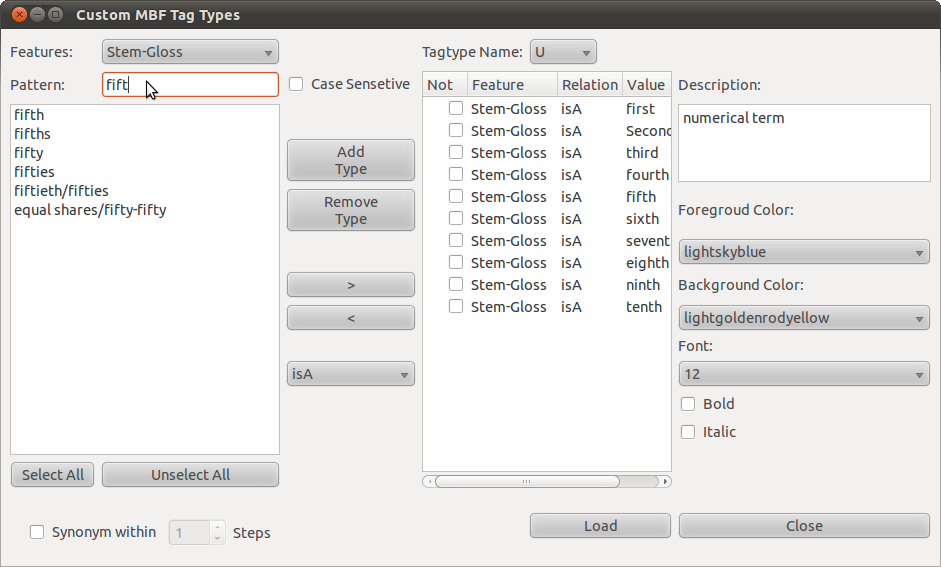 Custom MBF Tag Types
Features:
Stem-Gloss
Tagtype Name:
U
Pattern:
fift
Case Sensetive
fifth
fifths
fifty
fifties
fiftieth/fifties
equal shares/fifty-fifty
Add
Type
Remove
Type
>
<
isA
Not Feature Relation Value
Stem-Gloss isA first
Stem-Gloss isA Second
Stem-Gloss isA third
Stem-Gloss isA fourth
Stem-Gloss isA fifth
Stem-Gloss isA sixth
Stem-Gloss isA sevent
Stem-Gloss isA eighth
Stem-Gloss isA ninth
Stem-Gloss isA tenth
Description:
numerical term
Foregroud Color:
lightskyblue
Background Color:
lightgoldenrodyellow
Font:
12
Bold
Italic
Select All
Unselect All
Synonym within
1
Steps
Load
Close